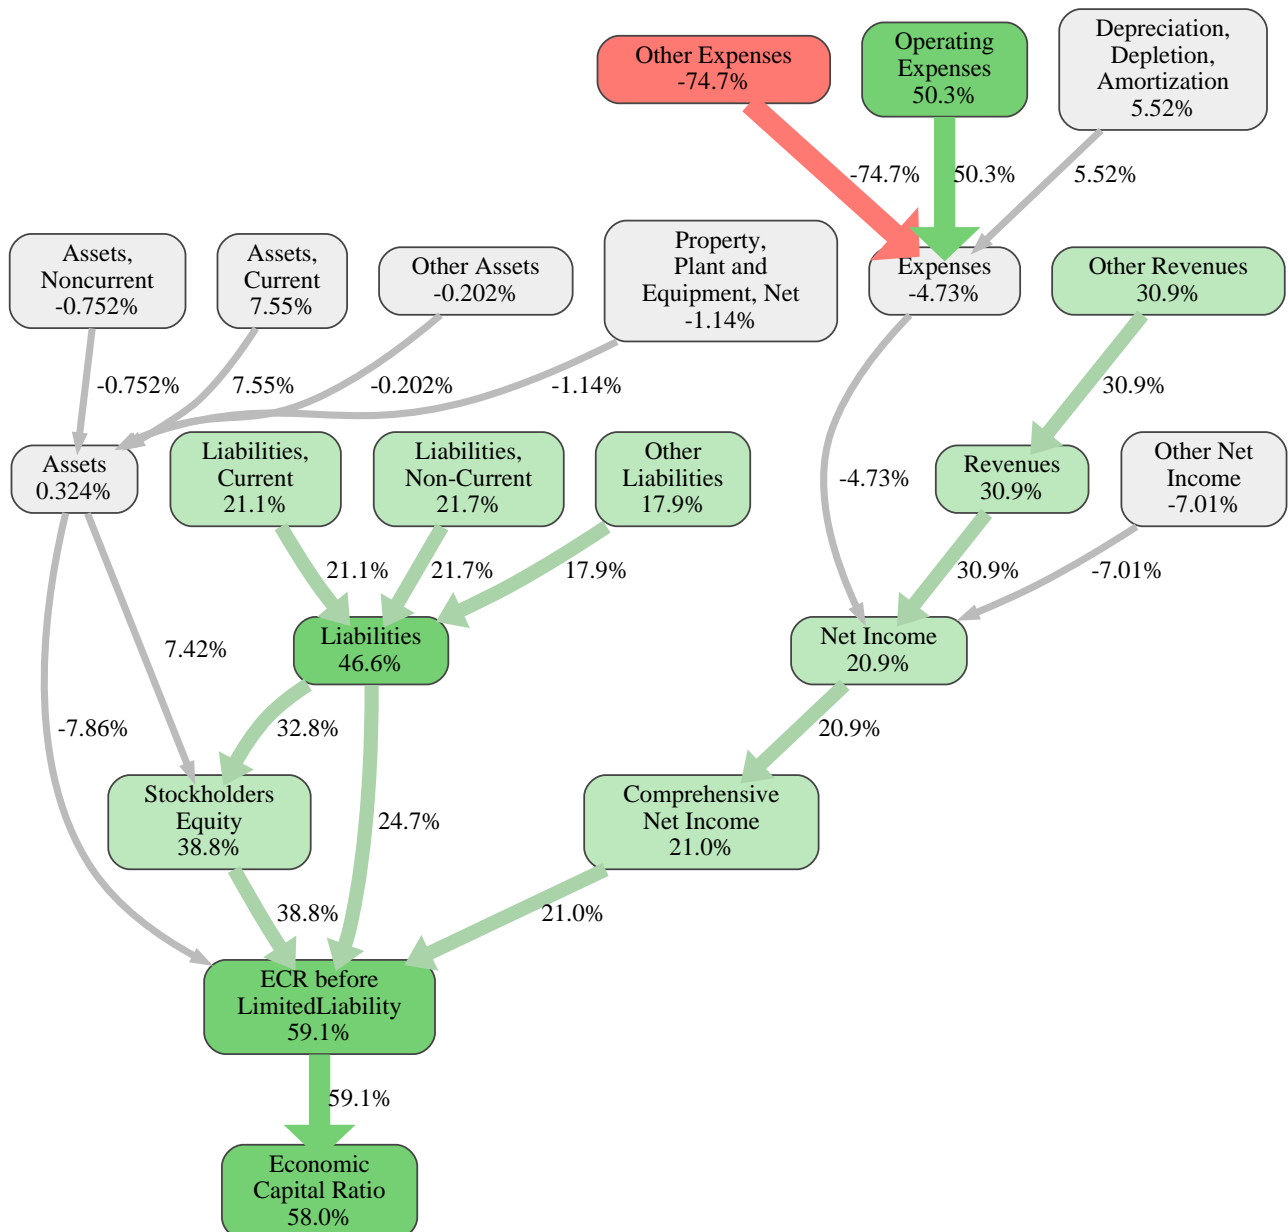 Other Expenses
-74.7%
Operating
Expenses
50.3%
Depreciation,
Depletion,
Amortization
5.52%
-74.7%
50.3%
5.52%
Assets,
Noncurrent
-0.752%
Assets,
Current
7.55%
Other Assets
-0.202%
Property,
Plant and
Equipment, Net
-1.14%
Expenses
-4.73%
Other Revenues
30.9%
-0.752%
7.55%
-0.202%
-1.14%
30.9%
Assets
0.324%
Liabilities,
Current
21.1%
Liabilities,
Non-Current
21.7%
Other
Liabilities
17.9%
-4.73%
Revenues
30.9%
Other Net
Income
-7.01%
21.1%
21.7%
17.9%
30.9%
-7.01%
7.42%
Liabilities
46.6%
Net Income
20.9%
-7.86%
32.8%
20.9%
Stockholders
Equity
38.8%
24.7%
Comprehensive
Net Income
21.0%
38.8%
21.0%
ECR before
LimitedLiability
59.1%
59.1%
Economic
Capital Ratio
58.0%